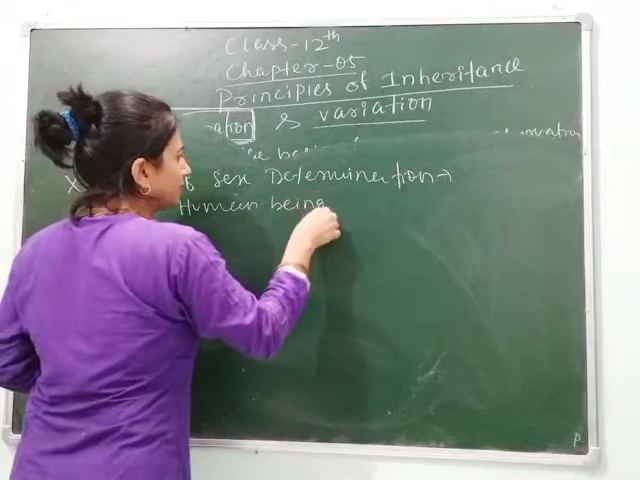 Class-12th
Chapter-05
Principles of Inheritance
& variation
X
Sex Determination→
Human being
P